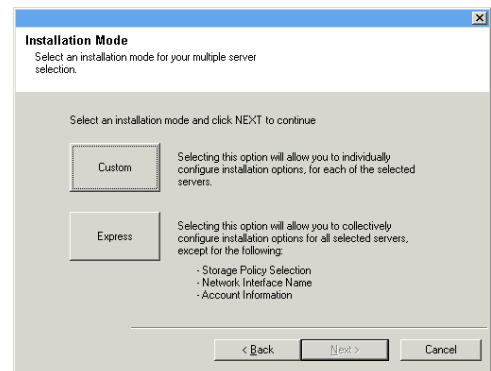 Installation Mode
Select an installation mode for your multiple server
selection.
Select an installation mode and click NEXT to continue
Custom
Selecting this option will allow you to individually
configure installation options, for each of the selected
servers.
Express
Selecting this option will allow you to collectively
configure installation options for all selected servers,
except for the following:
- Storage Policy Selection
- Network Interface Name
- Account Information
< Back
Next >
Cancel